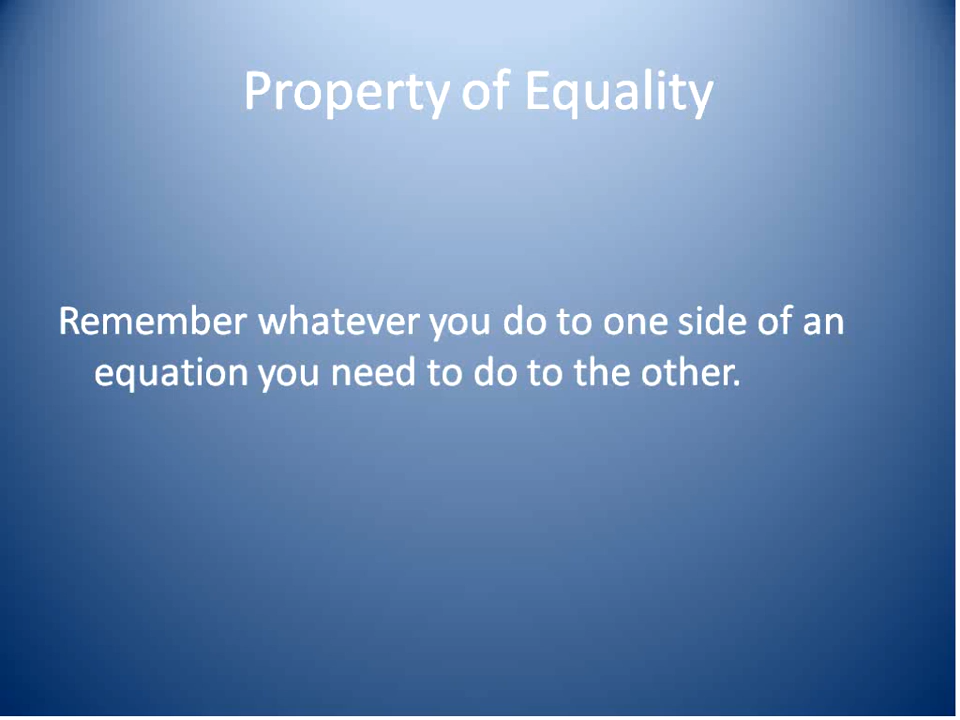 Property of Equality
Remember whatever you do to one side of an
equation you need to do to the other.